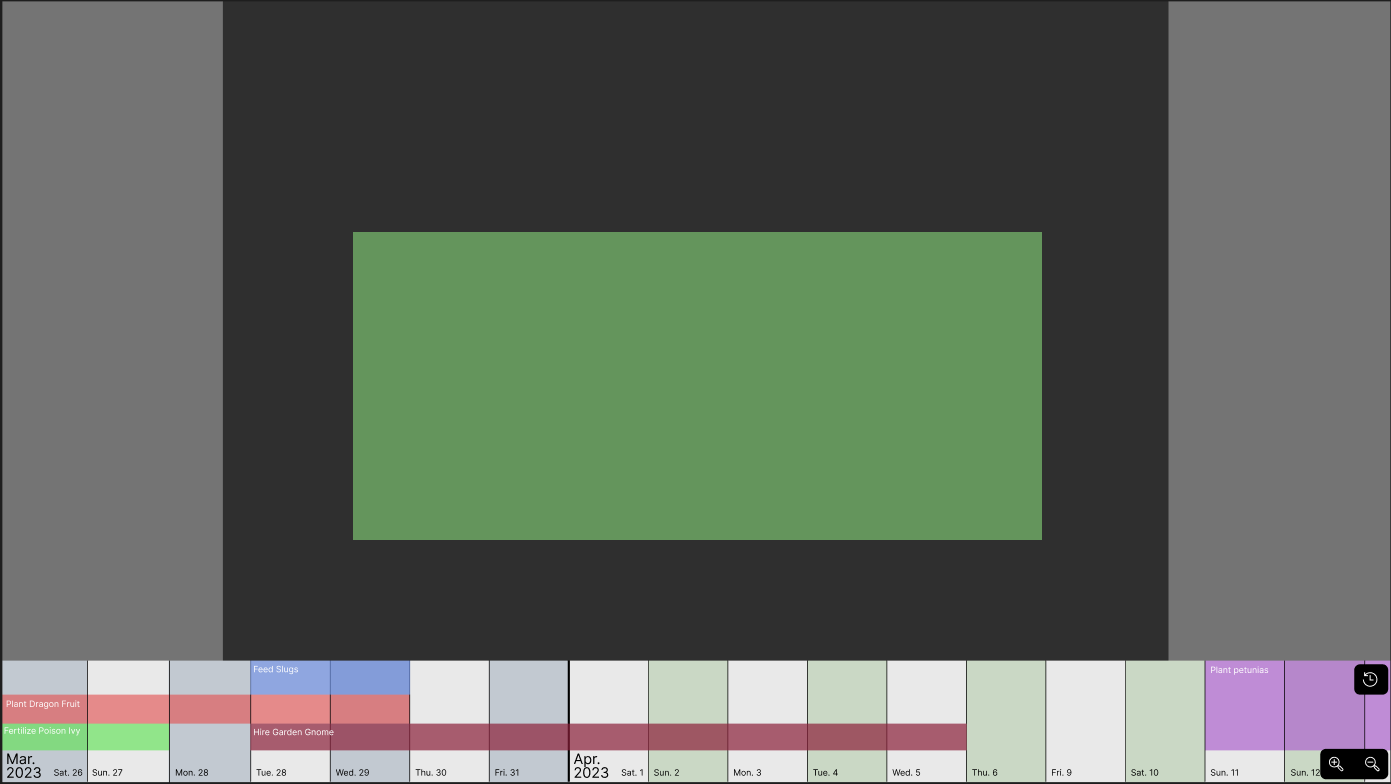 Feed Slugs
Plant petunias
Plant Dragon Fruit
Fertilize Poison Ivy
Hire Garden Gnome
Mar.
2023
Sat. 26
Sun. 27
Mon. 28
Tue. 28
Wed. 29
Thu. 30
Fri. 31
Apr.
2023
Sat. 1
Sun. 2
Mon. 3
Tue. 4
Wed. 5
Thu. 6
Fri. 9
Sat. 10
Sun. 11
Sun. 12